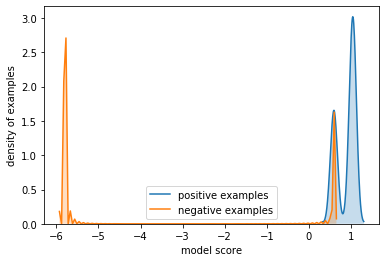 3.0
2.5
2.0
1.5
1.0
0.5
0.0
density of examples
positive examples
negative examples
−6 −5 −4 −3 −2 −1 0 1
model score